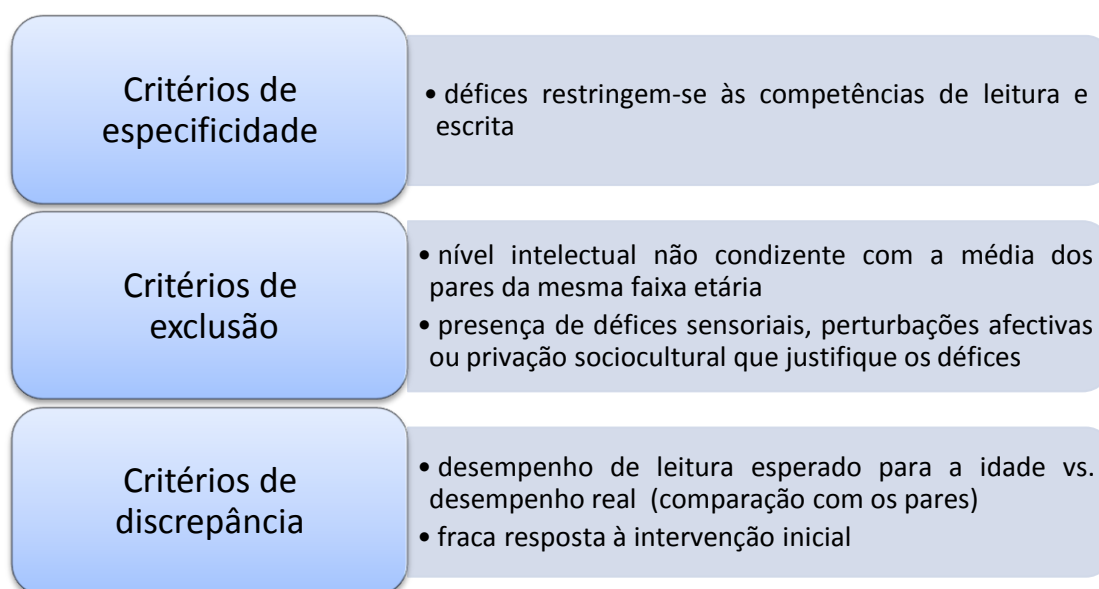 Critérios de
especificidade
• défices restringem-se às competências de leitura e
escrita
Critérios de
exclusão
• nível intelectual não condizente com a média dos
pares da mesma faixa etária
• presença de défices sensoriais, perturbações afectivas
ou privação sociocultural que justifique os défices
Critérios de
discrepância
• desempenho de leitura esperado para a idade vs.
desempenho real (comparação com os pares)
• fraca resposta à intervenção inicial